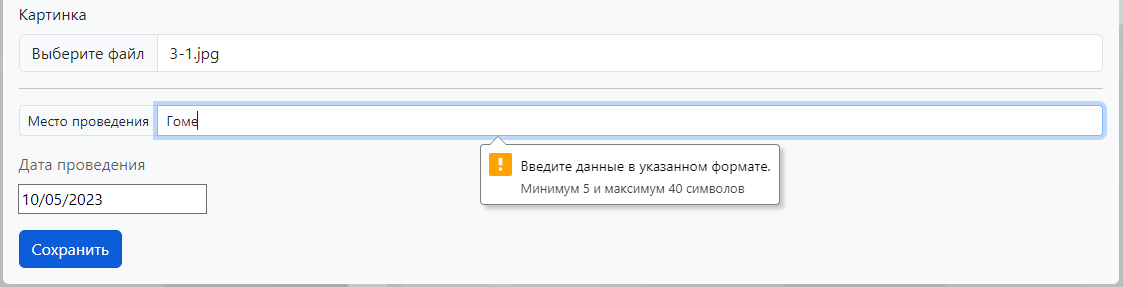 Картинка
Выберите файл 3-1.jpg
Место проведения Гоме
Введите данные в указанном формате.
Минимум 5 и максимум 40 символов
Дата проведения
10/05/2023
Сохранить